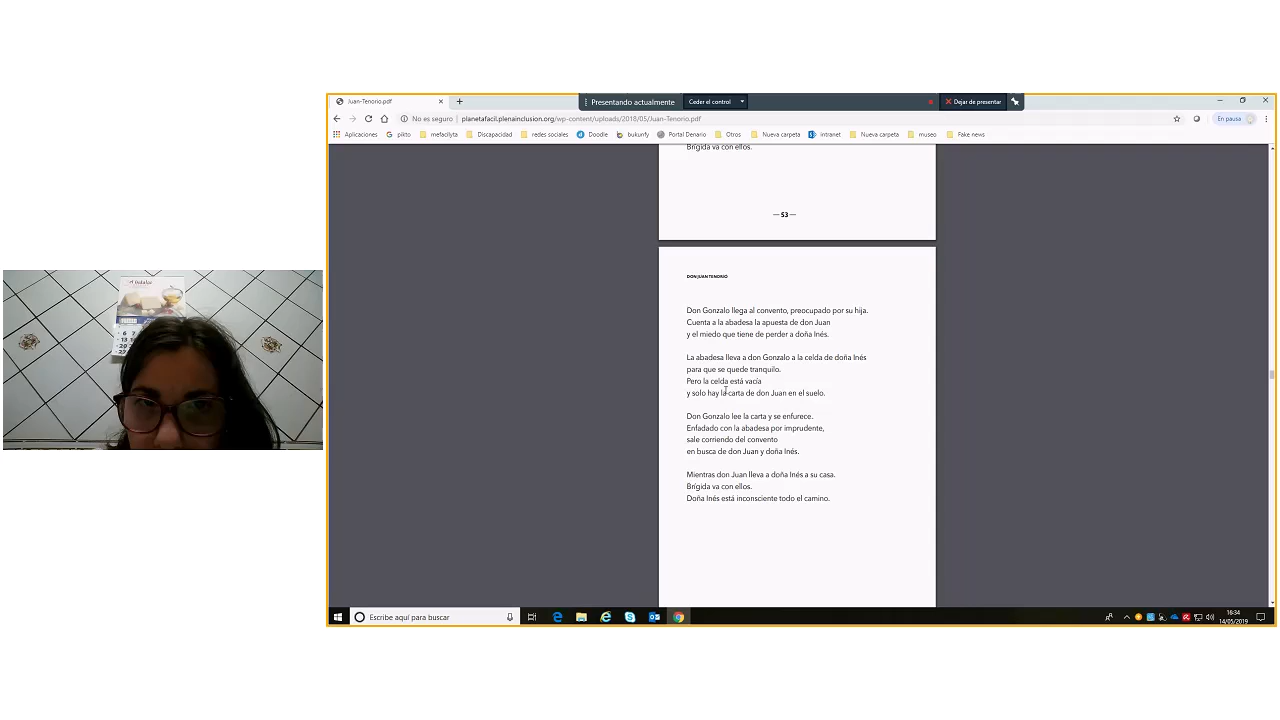 Juan-Tenorio.pdf
Presentando actualmente
Ceder el control
Dejar de presentar
No es seguro
planetafacil.plenainclusion.org/wp-content/uploads/2018/05/Juan-Tenorio.pdf
En pausa
Aplicaciones
pikto
mefacilyta
Discapacidad
redes sociales
Doodle
bukunfy
Portal Denario
Otros
Nueva carpeta
intranet
Nueva carpeta
museo
Fake news
Brígida va con ellos.
— 53 —
DON JUAN TENORIO
Don Gonzalo llega al convento, preocupado por su hija.
Cuenta a la abadesa la apuesta de don Juan
y el miedo que tiene de perder a doña Inés.
La abadesa lleva a don Gonzalo a la celda de doña Inés
para que se quede tranquilo.
Pero la celda está vacía
y solo hay la carta de don Juan en el suelo.
Don Gonzalo lee la carta y se enfurece.
Enfadado con la abadesa por imprudente,
sale corriendo del convento
en busca de don Juan y doña Inés.
Mientras don Juan lleva a doña Inés a su casa.
Brígida va con ellos.
Doña Inés está inconsciente todo el camino.
Escribe aquí para buscar
18:34
14/05/2019